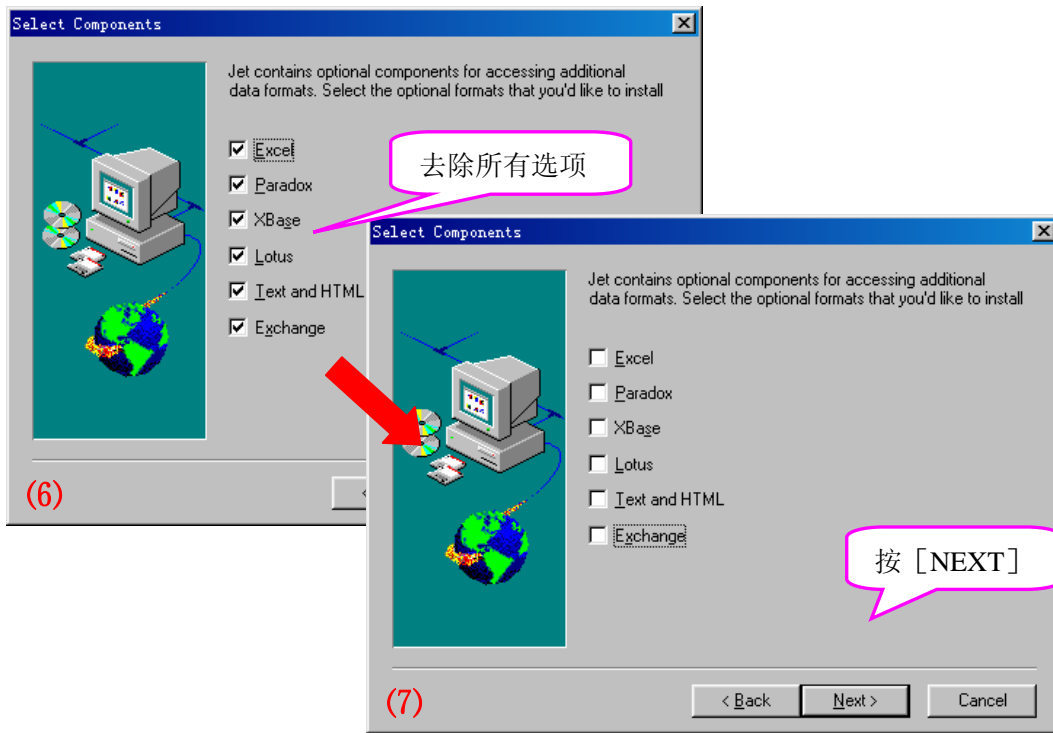 Select Components
Jet contains optional components for accessing additional
data formats. Select the optional formats that you'd like to install
Excel
Paradox
XBase
Lotus
Text and HTML
Exchange
去除所有选项
(6)
<
Select Components
Jet contains optional components for accessing additional
data formats. Select the optional formats that you'd like to install
Excel
Paradox
XBase
Lotus
Text and HTML
Exchange
按［NEXT］
(7)
< Back
Next >
Cancel